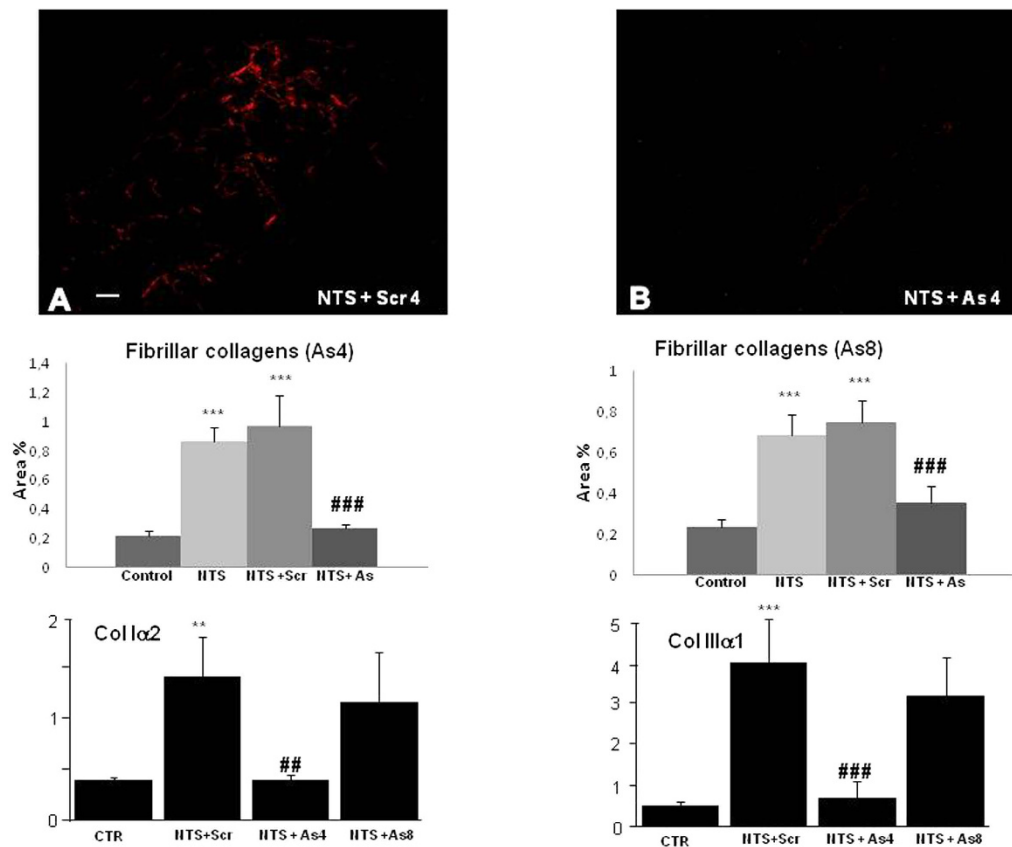 A
NTS + Scr 4
B
NTS + As 4
Fibrillar collagens (As4)
Area %
1,4
1,2
1
0,8
0,6
0,4
0,2
0
***
***
###
Control NTS NTS +Scr NTS+ As
Fibrillar collagens (As8)
Area %
1
0,8
0,6
0,4
0,2
0
***
***
###
Control NTS NTS + Scr NTS + As
Col Iα2
2
1
0
**
##
CTR NTS+Scr NTS + As4 NTS +As8
Col IIIα1
5
4
3
2
1
0
***
###
CTR NTS+Scr NTS + As4 NTS+ As8